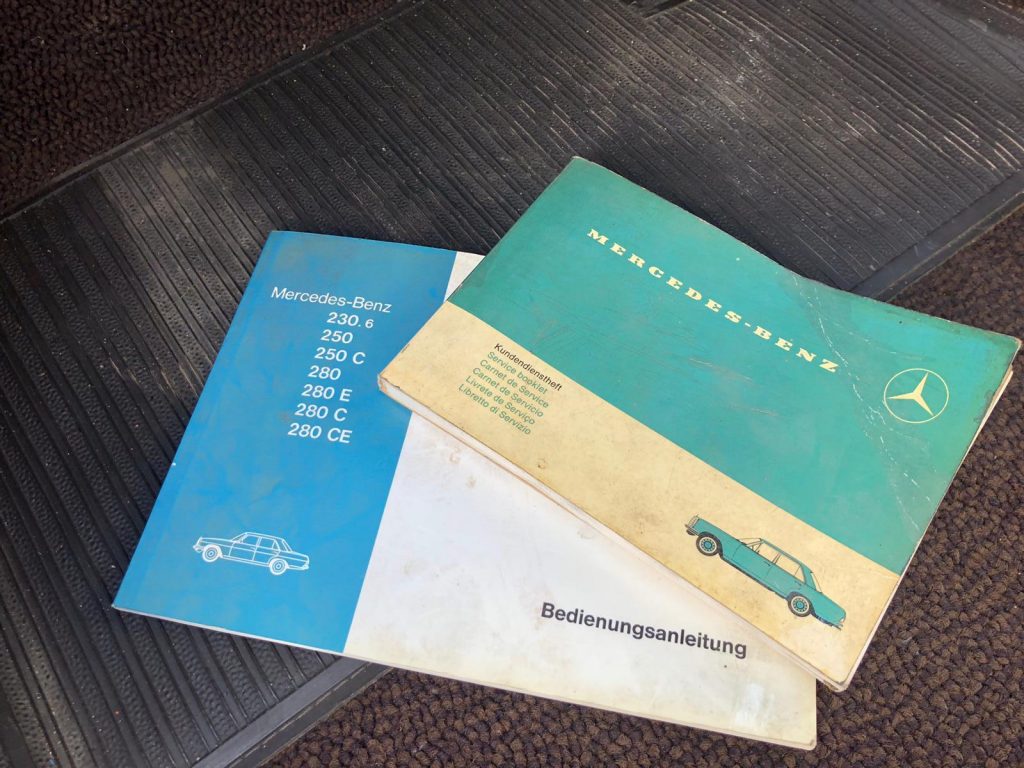 Mercedes-Benz
230.6
250
250 C
280
280 E
280 C
280 CE
Bedienungsanleitung
MERCEDES-BENZ
Kundendienstheft
Service booklet
Carnet de Service
Carnet de Servicio
Livrete de Serviço
Libretto di Servizio